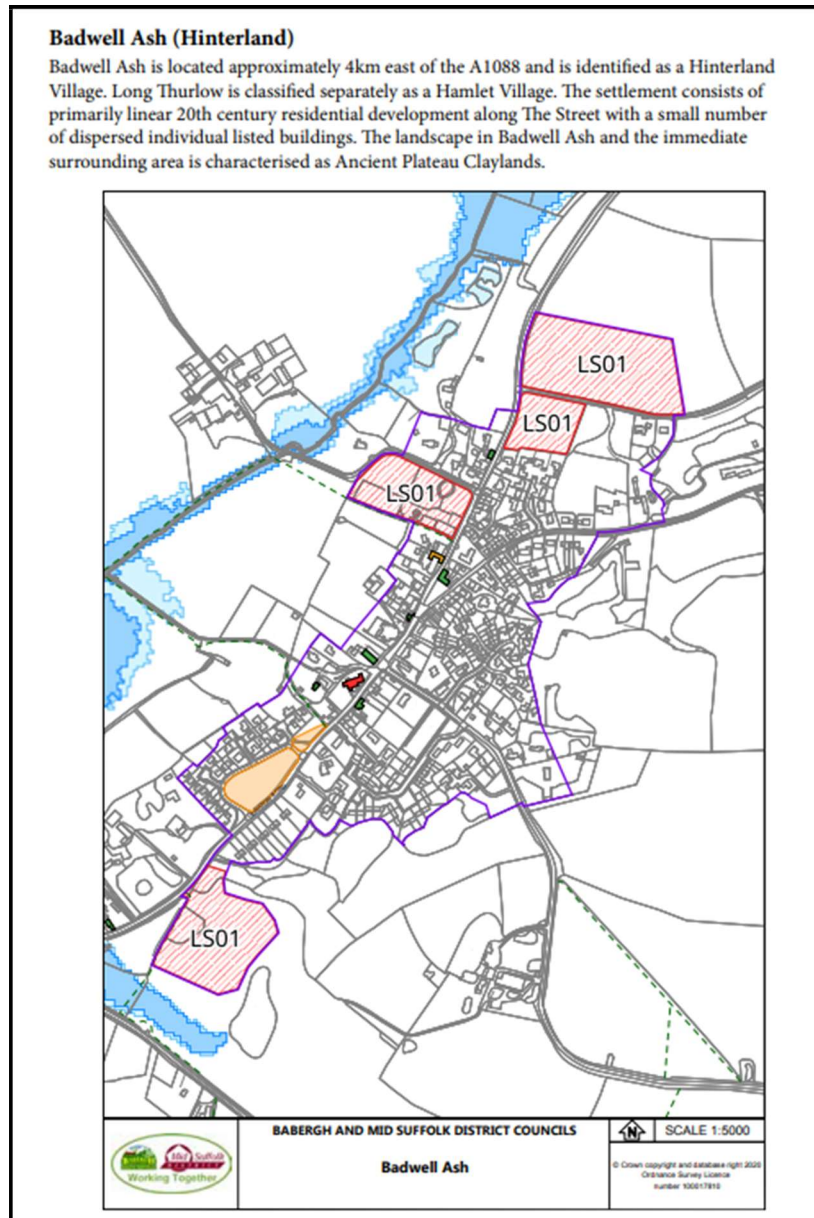 Badwell Ash (Hinterland)
Badwell Ash is located approximately 4km east of the A1088 and is identified as a Hinterland
Village. Long Thurlow is classified separately as a Hamlet Village. The settlement consists of
primarily linear 20th century residential development along The Street with a small number
of dispersed individual listed buildings. The landscape in Badwell Ash and the immediate
surrounding area is characterised as Ancient Plateau Claylands.
LS01
LS01
LS01
LS01
BABERGH AND MID SUFFOLK DISTRICT COUNCILS
Badwell Ash
N
SCALE 1:5000
© Crown copyright and database right 2020
Ordnance Survey Licence
number 100017810
Mid Suffolk
Working Together